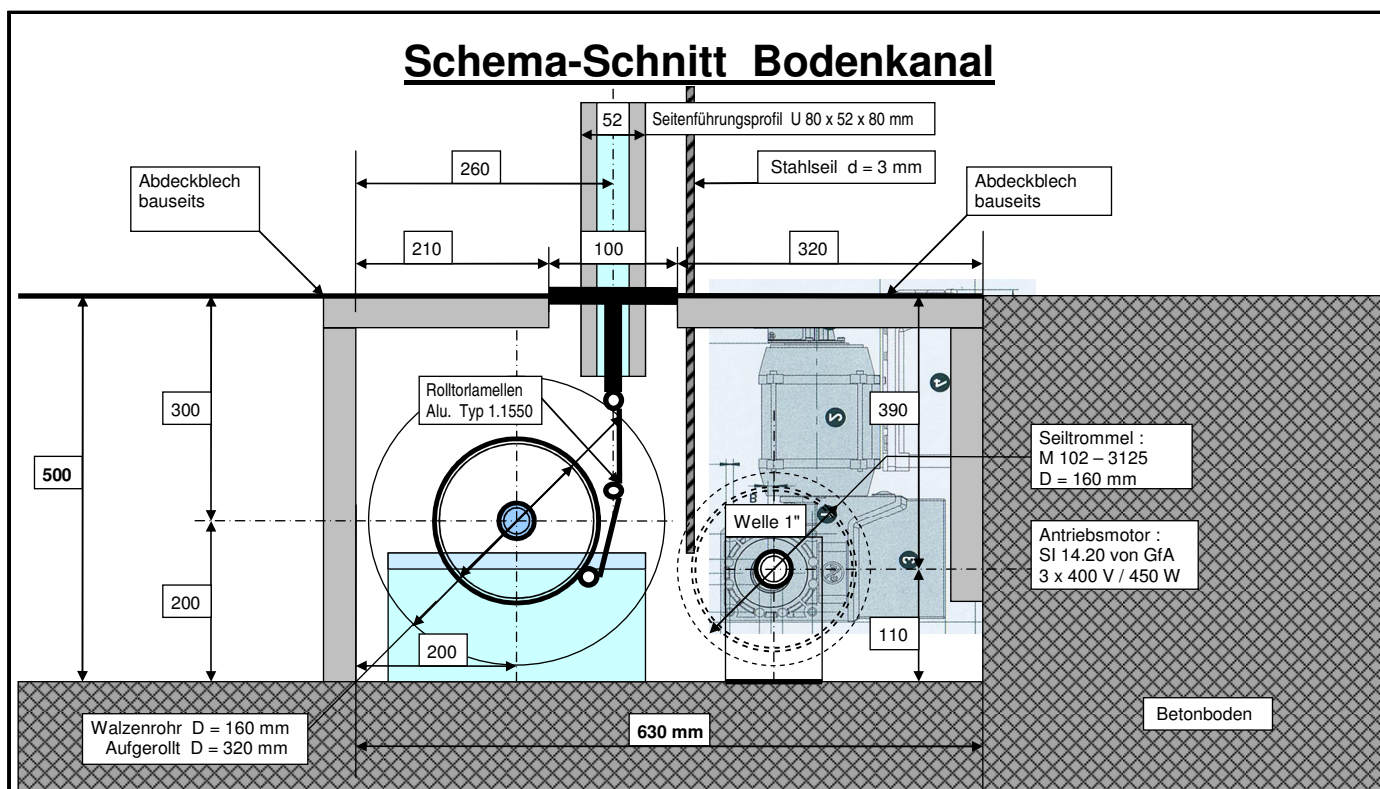 Schema-Schnitt Bodenkanal
52
Seitenführungsprofil U 80 x 52 x 80 mm
260
Stahlseil d = 3 mm
Abdeckblech
bauseits
Abdeckblech
bauseits
210
100
320
Rolltorlamellen
Alu. Typ 1.1550
300
390
500
Seiltrommel :
M 102 – 3125
D = 160 mm
Welle 1"
Antriebsmotor :
SI 14.20 von GfA
3 x 400 V / 450 W
200
110
200
Walzenrohr D = 160 mm
Aufgerollt D = 320 mm
630 mm
Betonboden